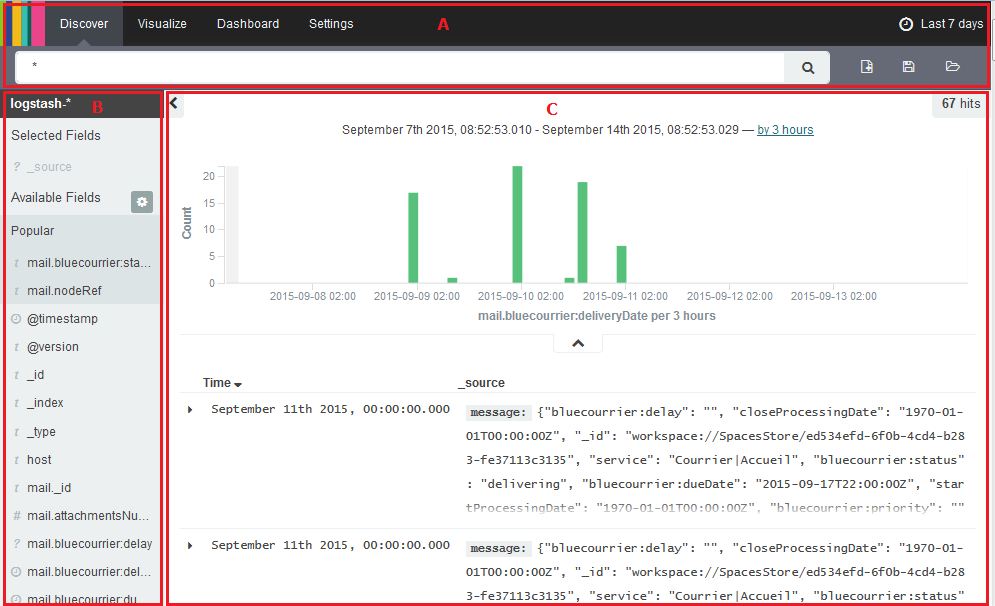 Discover Visualize Dashboard Settings A Last 7 days
*
logstash-* B
Selected Fields
? _source
Available Fields
Popular
t mail.bluecourrier:sta...
t mail.nodeRef
@timestamp
t @version
t _id
t _index
t _type
t host
t mail._id
# mail.attachmentsNu...
? mail.bluecourrier:delay
mail.bluecourrier:del...
mail.bluecourrier:du
C
67 hits
September 7th 2015, 08:52:53.010 - September 14th 2015, 08:52:53.029 — by 3 hours
Count
20
15
10
5
0
2015-09-08 02:00 2015-09-09 02:00 2015-09-10 02:00 2015-09-11 02:00 2015-09-12 02:00 2015-09-13 02:00
mail.bluecourrier:deliveryDate per 3 hours
Time _source
September 11th 2015, 00:00:00.000 message: {"bluecourrier:delay": "", "closeProcessingDate": "1970-01-
01T00:00:00Z", "_id": "workspace://SpacesStore/ed534efd-6f0b-4cd4-b28
3-fe37113c3135", "service": "Courrier|Accueil", "bluecourrier:status"
: "delivering", "bluecourrier:dueDate": "2015-09-17T22:00:00Z", "star
tProcessingDate": "1970-01-01T00:00:00Z", "bluecourrier:priority": ""
September 11th 2015, 00:00:00.000 message: {"bluecourrier:delay": "", "closeProcessingDate": "1970-01-
01T00:00:00Z", "_id": "workspace://SpacesStore/ed534efd-6f0b-4cd4-b28
3-fe37113c3135", "service": "Courrier|Accueil", "bluecourrier:status"